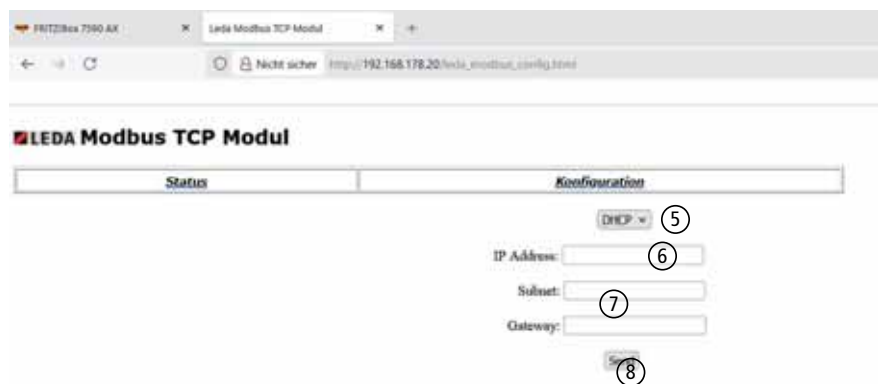 FRITZ!Box 7590 AX × Leda Modbus TCP Modul × +
Nicht sicher http://192.168.178.20/leda_modbus_config.html
LEDA Modbus TCP Modul
Status Konfiguration
DHCP 5
IP Address: 6
Subnet:
7
Gateway:
Send
8